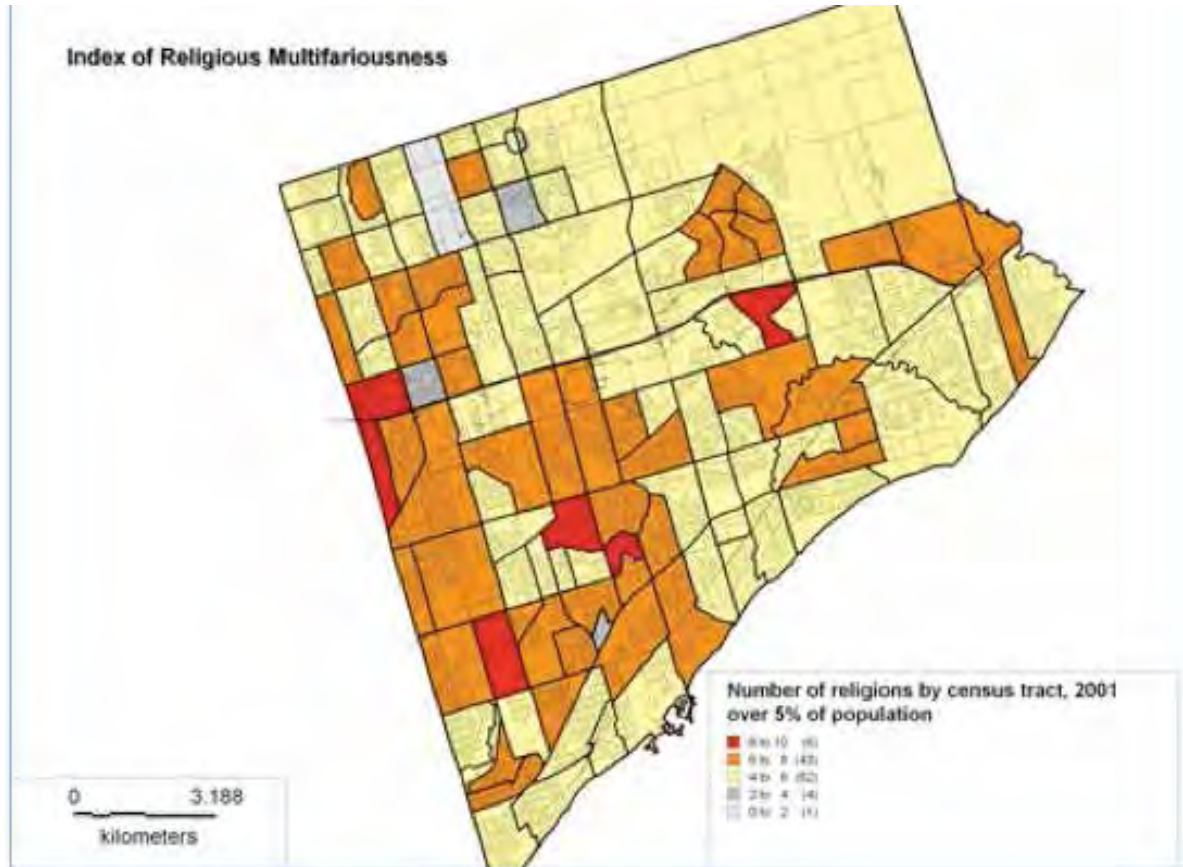 Index of Religious Multifariousness
Number of religions by census tract, 2001
over 5% of population
8 to 10 (6)
6 to 8 (43)
4 to 6 (62)
2 to 4 (4)
0 to 2 (1)
0 3.188
kilometers